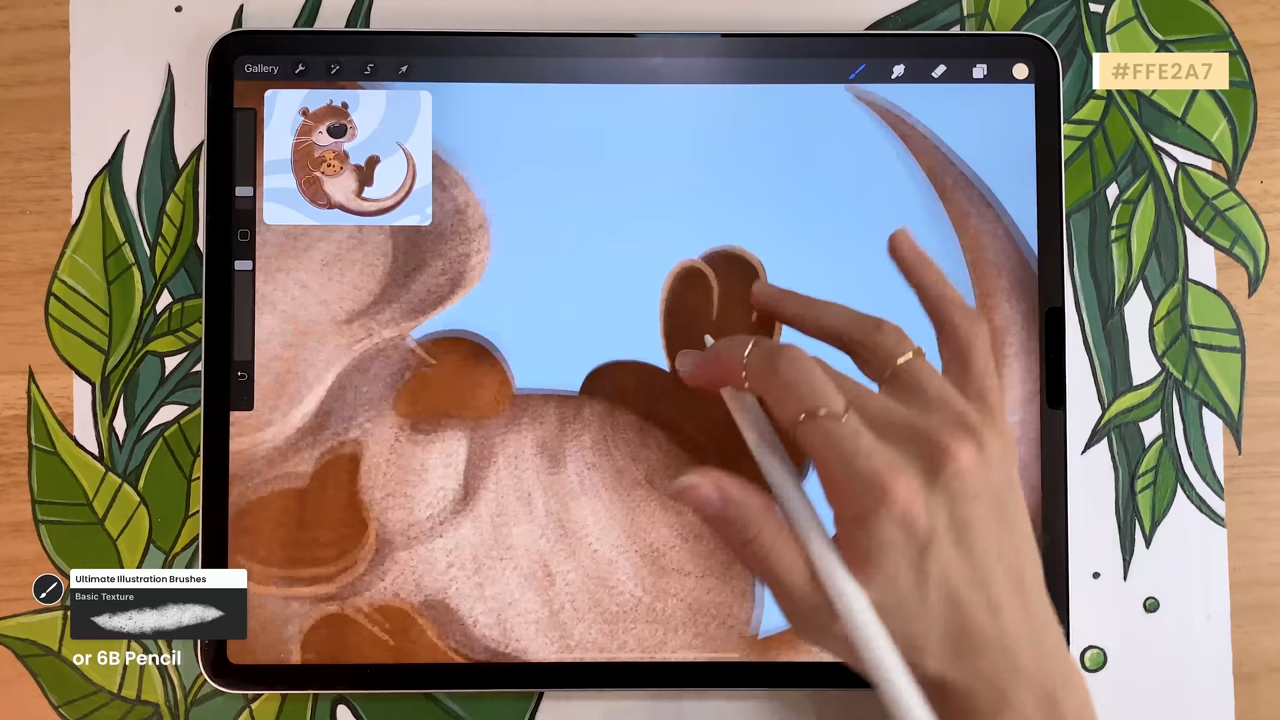 Gallery
#FFE2A7
Ultimate Illustration Brushes
Basic Texture
or 6B Pencil